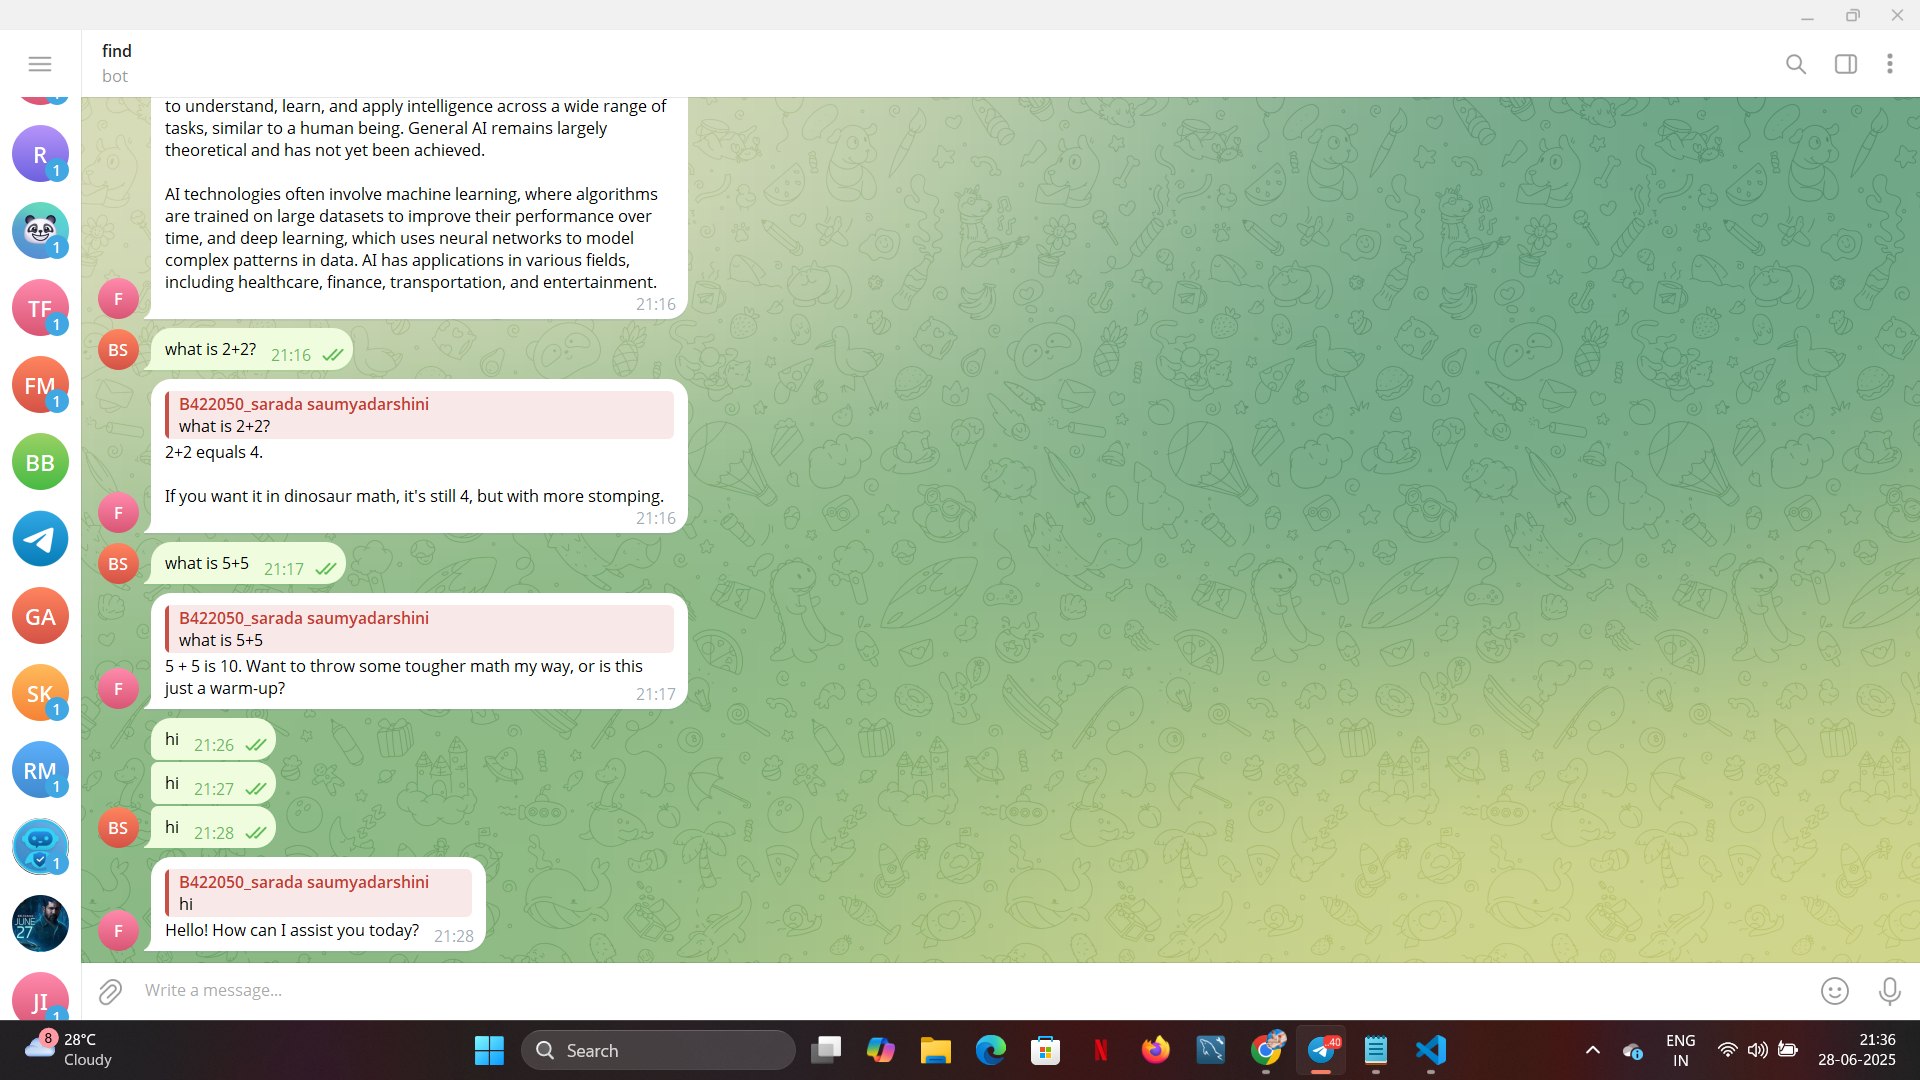 find
bot
to understand, learn, and apply intelligence across a wide range of
tasks, similar to a human being. General AI remains largely
theoretical and has not yet been achieved.
AI technologies often involve machine learning, where algorithms
are trained on large datasets to improve their performance over
time, and deep learning, which uses neural networks to model
complex patterns in data. AI has applications in various fields,
including healthcare, finance, transportation, and entertainment.
21:16
F
BS
what is 2+2? 21:16
B422050_sarada saumyadarshini
what is 2+2?
2+2 equals 4.
If you want it in dinosaur math, it's still 4, but with more stomping.
21:16
F
BS
what is 5+5 21:17
B422050_sarada saumyadarshini
what is 5+5
5 + 5 is 10. Want to throw some tougher math my way, or is this
just a warm-up?
21:17
F
hi 21:26
hi 21:27
BS
hi 21:28
B422050_sarada saumyadarshini
hi
Hello! How can I assist you today? 21:28
F
Write a message...
R 1
1
TF 1
FM 1
BB
GA
SK 1
RM 1
1
JUNE
27
JI 1
8
28°C
Cloudy
Search
N
..40
ENG
IN
21:36
28-06-2025